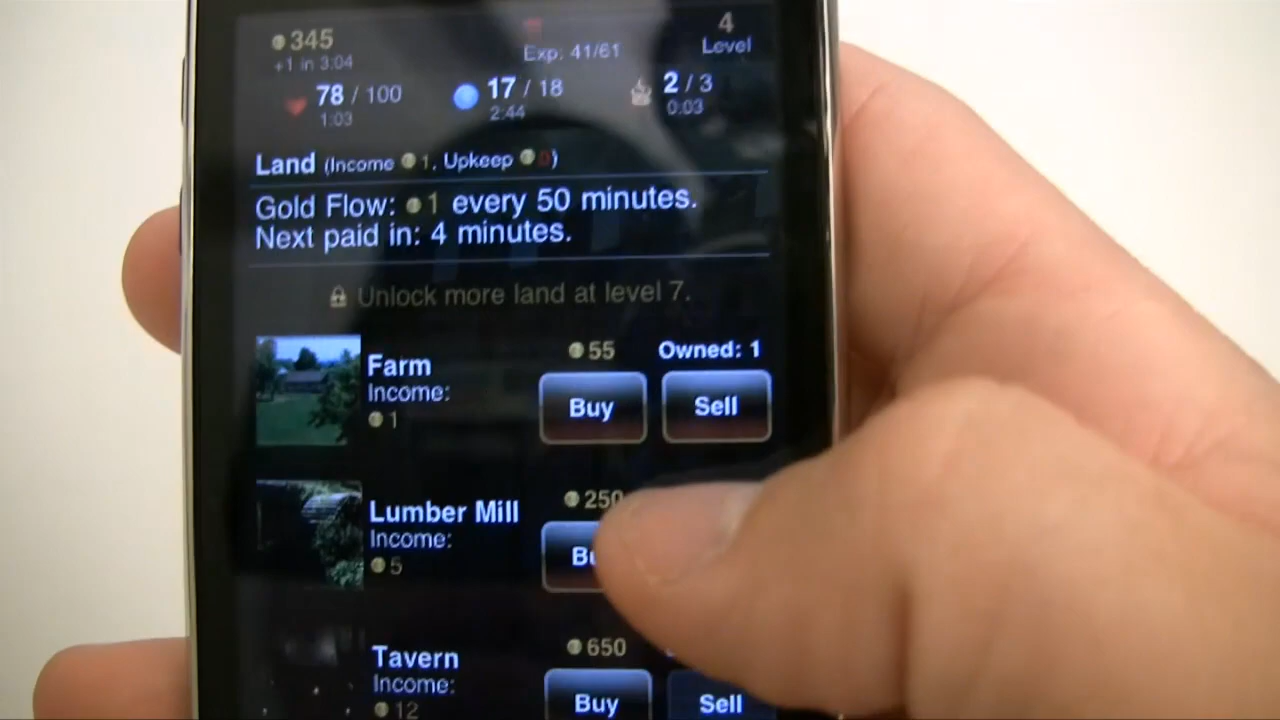 345
4
+1 in 3:04
Exp: 41/61
Level
78 / 100
17 / 18
2 / 3
1:03
2:44
0:03
Land (Income 1, Upkeep 0)
Gold Flow: 1 every 50 minutes.
Next paid in: 4 minutes.
Unlock more land at level 7.
Farm
55
Owned: 1
Income:
1
Buy
Sell
Lumber Mill
250
Income:
5
Bu
Tavern
650
Income:
12
Buy
Sell